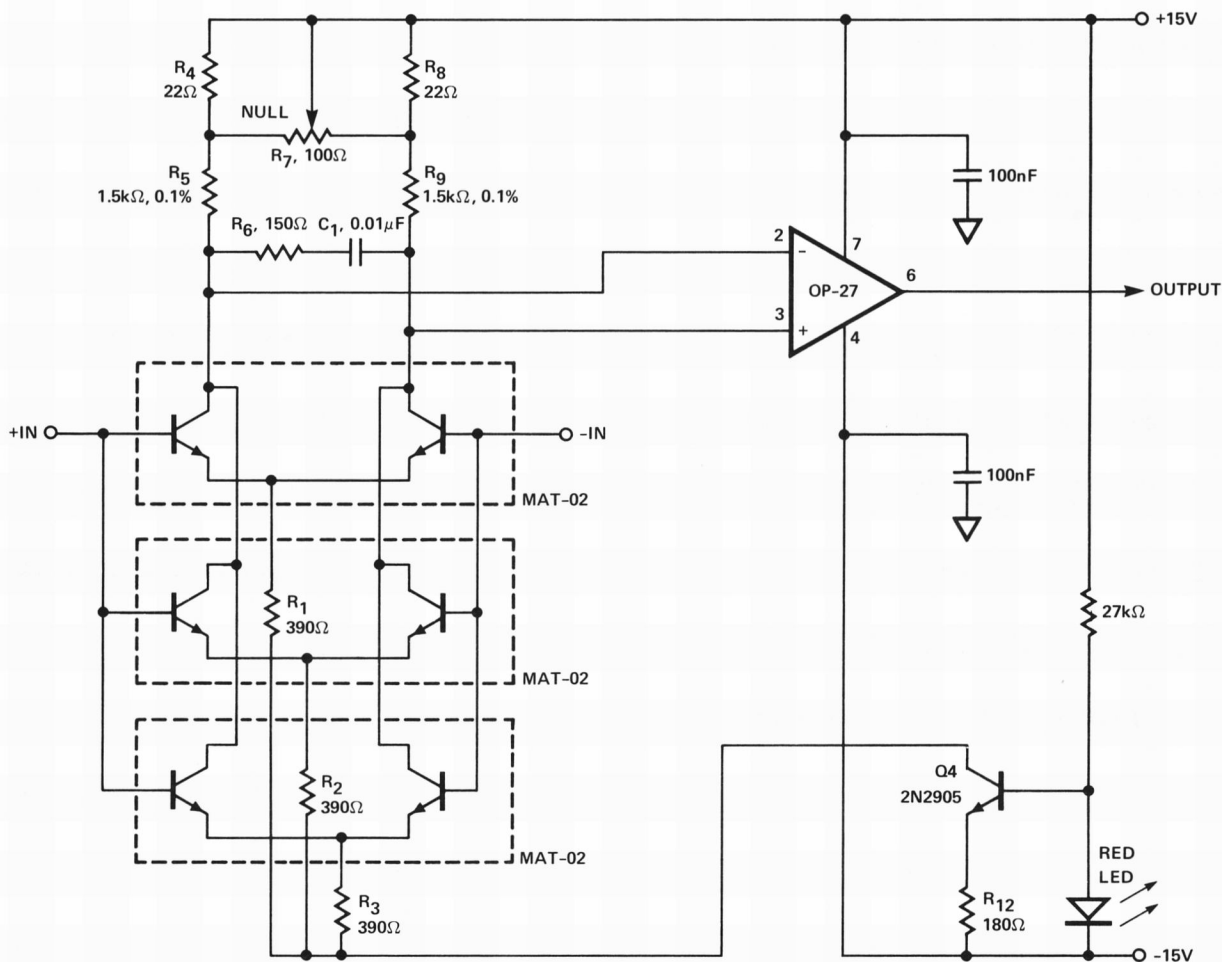 +15V
R4
22Ω
R8
22Ω
NULL
R7, 100Ω
R5
1.5kΩ, 0.1%
R9
1.5kΩ, 0.1%
100nF
R6, 150Ω
C1, 0.01μF
2
–
7
OP-27
6
OUTPUT
3
+
4
+IN
–IN
MAT-02
100nF
R1
390Ω
27kΩ
MAT-02
R2
390Ω
Q4
2N2905
MAT-02
RED
LED
R3
390Ω
R12
180Ω
–15V